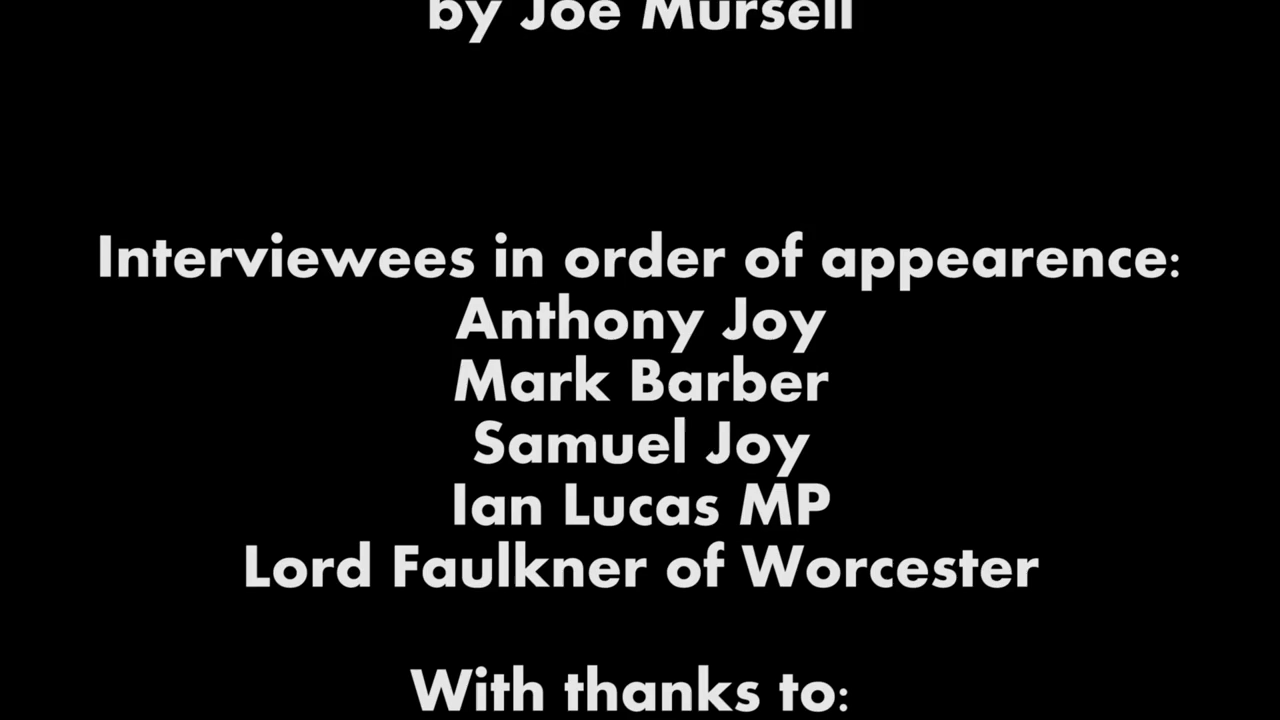 by Joe Mursell
Interviewees in order of appearence:
Anthony Joy
Mark Barber
Samuel Joy
Ian Lucas MP
Lord Faulkner of Worcester
With thanks to: